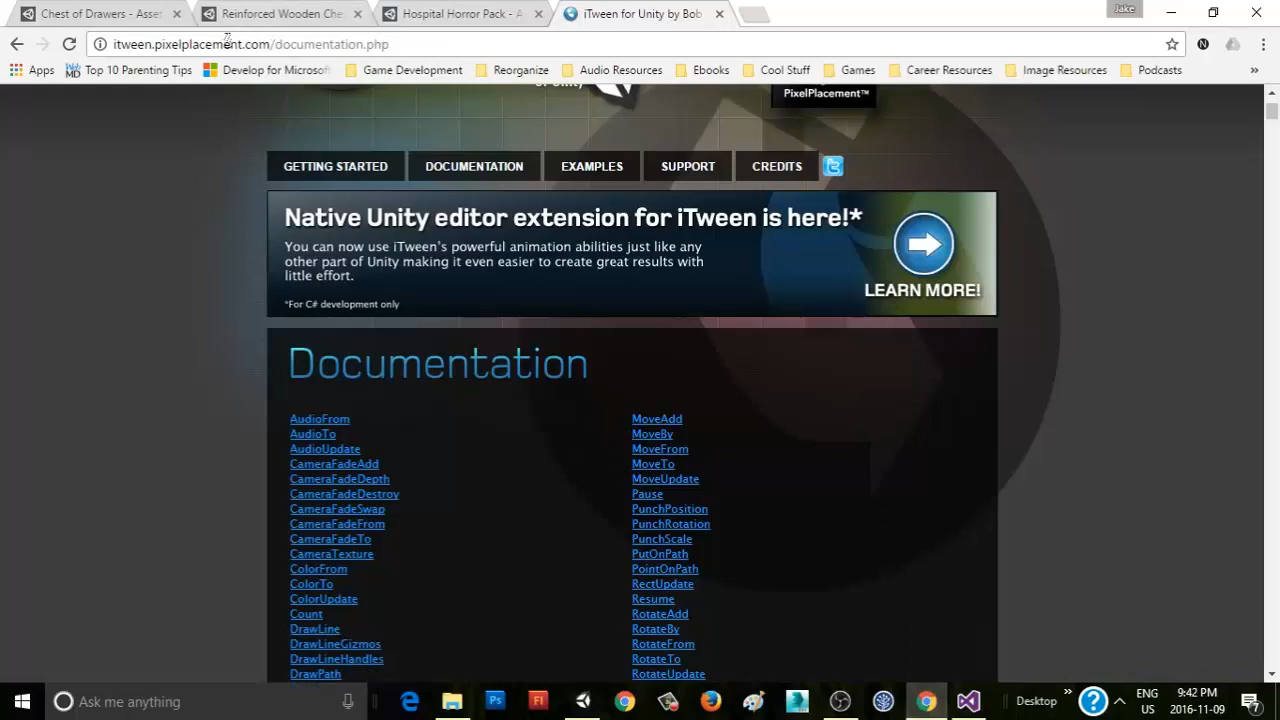 Chest of Drawers - Asse
Reinforced Wooden Che
Hospital Horror Pack - A
iTween for Unity by Bob
Jake
itween.pixelplacement.com/documentation.php
Apps
Top 10 Parenting Tips
Develop for Microsof
Game Development
Reorganize
Audio Resources
Ebooks
Cool Stuff
Games
Career Resources
Image Resources
Podcasts
PixelPlacement™
GETTING STARTED
DOCUMENTATION
EXAMPLES
SUPPORT
CREDITS
Native Unity editor extension for iTween is here!*
You can now use iTween's powerful animation abilities just like any
other part of Unity making it even easier to create great results with
little effort.
*For C# development only
LEARN MORE!
Documentation
AudioFrom
AudioTo
AudioUpdate
CameraFadeAdd
CameraFadeDepth
CameraFadeDestroy
CameraFadeSwap
CameraFadeFrom
CameraFadeTo
CameraTexture
ColorFrom
ColorTo
ColorUpdate
Count
DrawLine
DrawLineGizmos
DrawLineHandles
DrawPath
MoveAdd
MoveBy
MoveFrom
MoveTo
MoveUpdate
Pause
PunchPosition
PunchRotation
PunchScale
PutOnPath
PointOnPath
RectUpdate
Resume
RotateAdd
RotateBy
RotateFrom
RotateTo
RotateUpdate
Ask me anything
Desktop
ENG
US
9:42 PM
2016-11-09